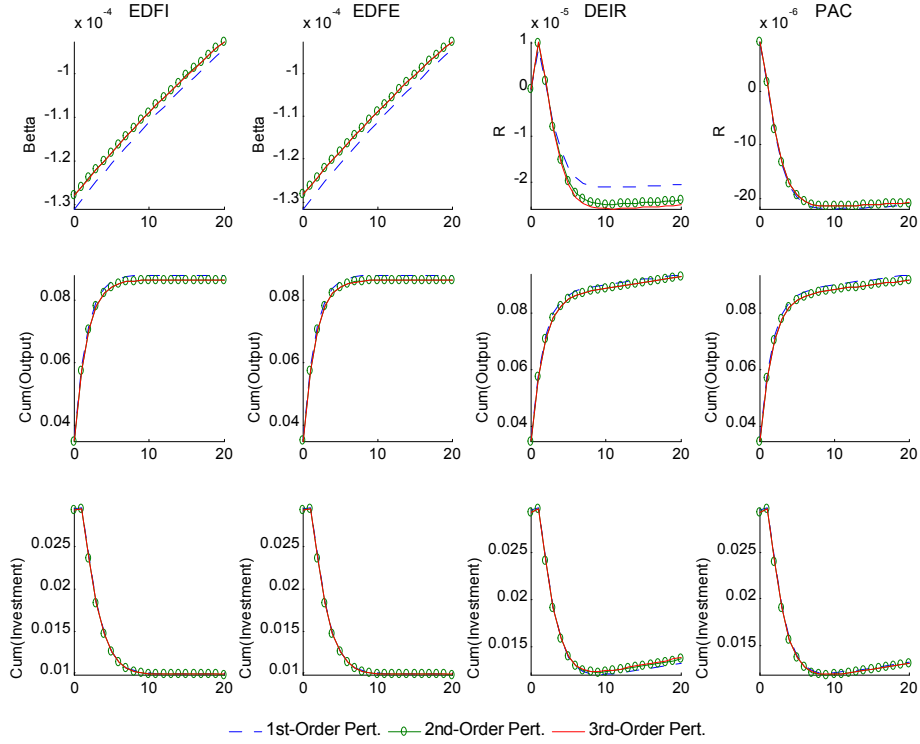 EDFI EDFE DEIR PAC
x 10^-4 x 10^-4 x 10^-5 x 10^-6
Betta
-1
-1.1
-1.2
-1.3
0 10 20
Betta
-1
-1.1
-1.2
-1.3
0 10 20
R
0
-1
-2
0 10 20
R
0
-10
-20
0 10 20
Cum(Output)
0.08
0.06
0.04
0 10 20
Cum(Output)
0.08
0.06
0.04
0 10 20
Cum(Output)
0.08
0.06
0.04
0 10 20
Cum(Output)
0.08
0.06
0.04
0 10 20
Cum(Investment)
0.025
0.02
0.015
0.01
0 10 20
Cum(Investment)
0.025
0.02
0.015
0.01
0 10 20
Cum(Investment)
0.025
0.02
0.015
0 10 20
Cum(Investment)
0.025
0.02
0.015
0 10 20
1st-Order Pert. 2nd-Order Pert. 3rd-Order Pert.